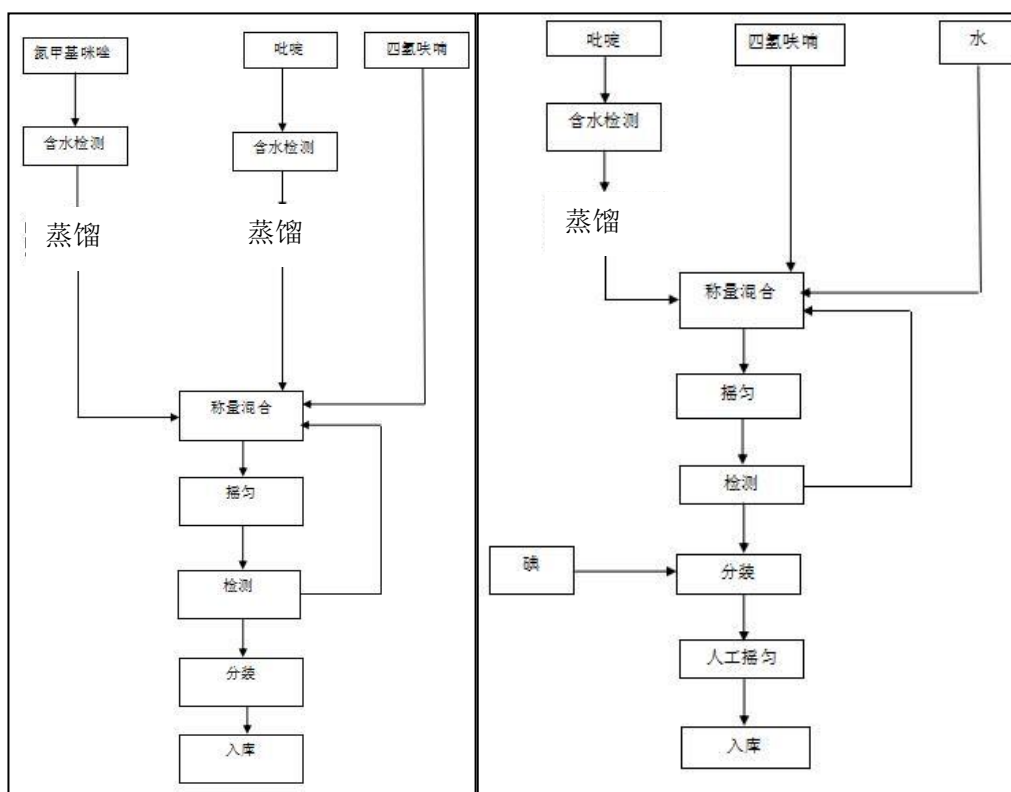 氮甲基咪唑
吡啶
四氢呋喃
含水检测
含水检测
蒸馏
蒸馏
称量混合
摇匀
检测
分装
入库
吡啶
四氢呋喃
水
含水检测
蒸馏
称量混合
摇匀
检测
碘
分装
人工摇匀
入库